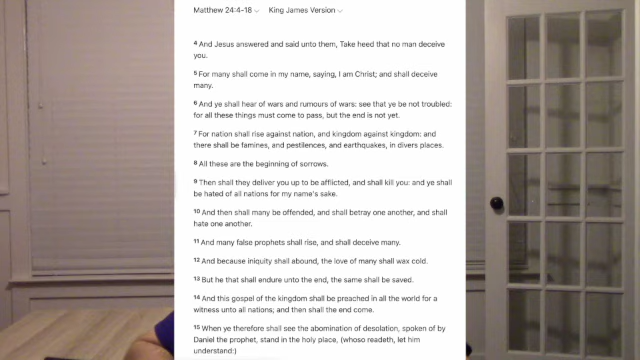 Matthew 24:4-18 King James Version
4 And Jesus answered and said unto them, Take heed that no man deceive
you.
5 For many shall come in my name, saying, I am Christ; and shall deceive
many.
6 And ye shall hear of wars and rumours of wars: see that ye be not troubled:
for all these things must come to pass, but the end is not yet.
7 For nation shall rise against nation, and kingdom against kingdom: and
there shall be famines, and pestilences, and earthquakes, in divers places.
8 All these are the beginning of sorrows.
9 Then shall they deliver you up to be afflicted, and shall kill you: and ye shall
be hated of all nations for my name's sake.
10 And then shall many be offended, and shall betray one another, and shall
hate one another.
11 And many false prophets shall rise, and shall deceive many.
12 And because iniquity shall abound, the love of many shall wax cold.
13 But he that shall endure unto the end, the same shall be saved.
14 And this gospel of the kingdom shall be preached in all the world for a
witness unto all nations; and then shall the end come.
15 When ye therefore shall see the abomination of desolation, spoken of by
Daniel the prophet, stand in the holy place, (whoso readeth, let him
understand:)